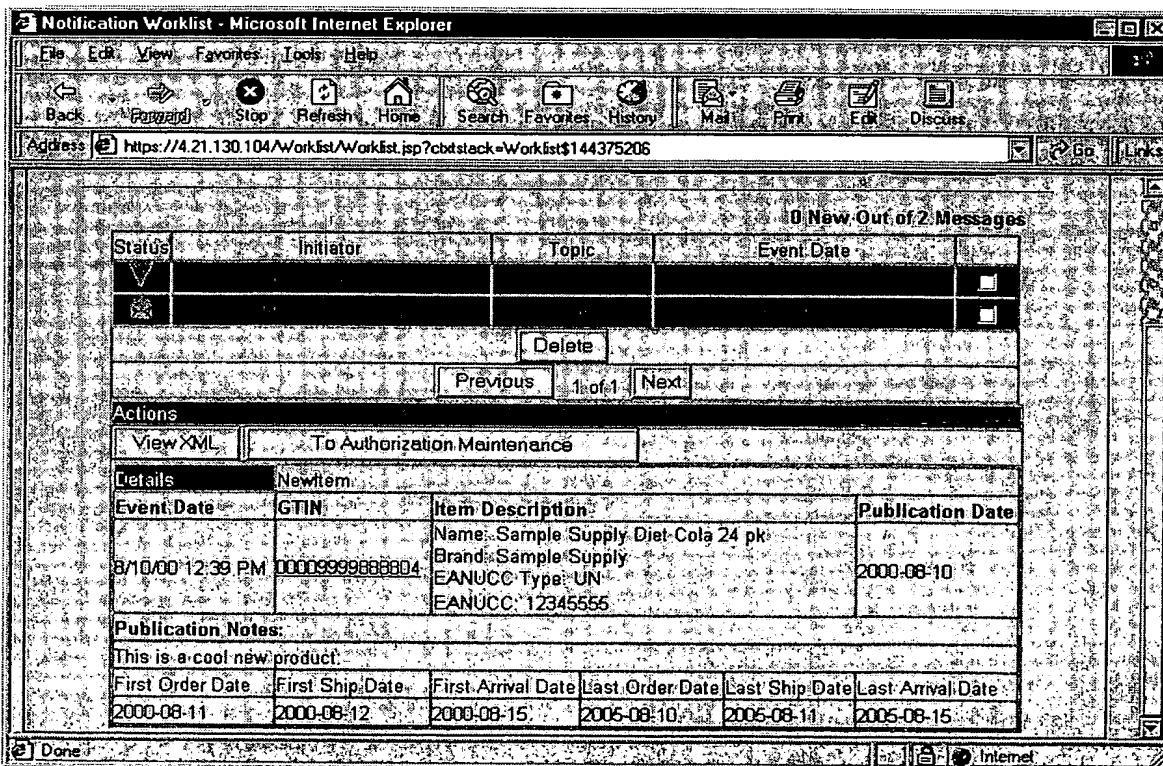 Notification Worklist - Microsoft Internet Explorer
File Edit View Favorites Tools Help
Back Forward Stop Refresh Home Search Favorites History Mail Print Edit Discuss
Address https://4.21.130.104/Worklist/Worklist.jsp?cbxtstack=Worklist$144375206 Go Links
0 New Out of 2 Messages
Status Initiator Topic Event Date
Delete
Previous 1 of 1 Next
Actions
View XML To Authorization Maintenance
Details NewItem
Event Date GTIN Item Description Publication Date
Name: Sample Supply Diet Cola 24 pk
Brand: Sample Supply
8/10/00 12:39 PM 00009999888804 EANUCC Type: UN 2000-08-10
EANUCC: 12345555
Publication Notes:
This is a cool new product.
First Order Date First Ship Date First Arrival Date Last Order Date Last Ship Date Last Arrival Date
2000-08-11 2000-08-12 2000-08-15 2005-08-10 2005-08-11 2005-08-15
Done Internet